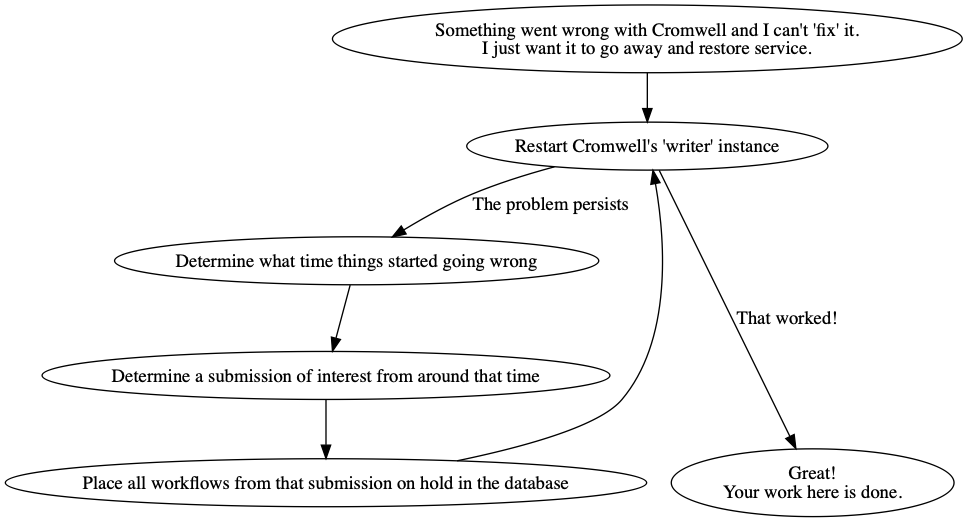 Something went wrong with Cromwell and I can't 'fix' it.
I just want it to go away and restore service.
Restart Cromwell's 'writer' instance
The problem persists
Determine what time things started going wrong
That worked!
Determine a submission of interest from around that time
Place all workflows from that submission on hold in the database
Great!
Your work here is done.